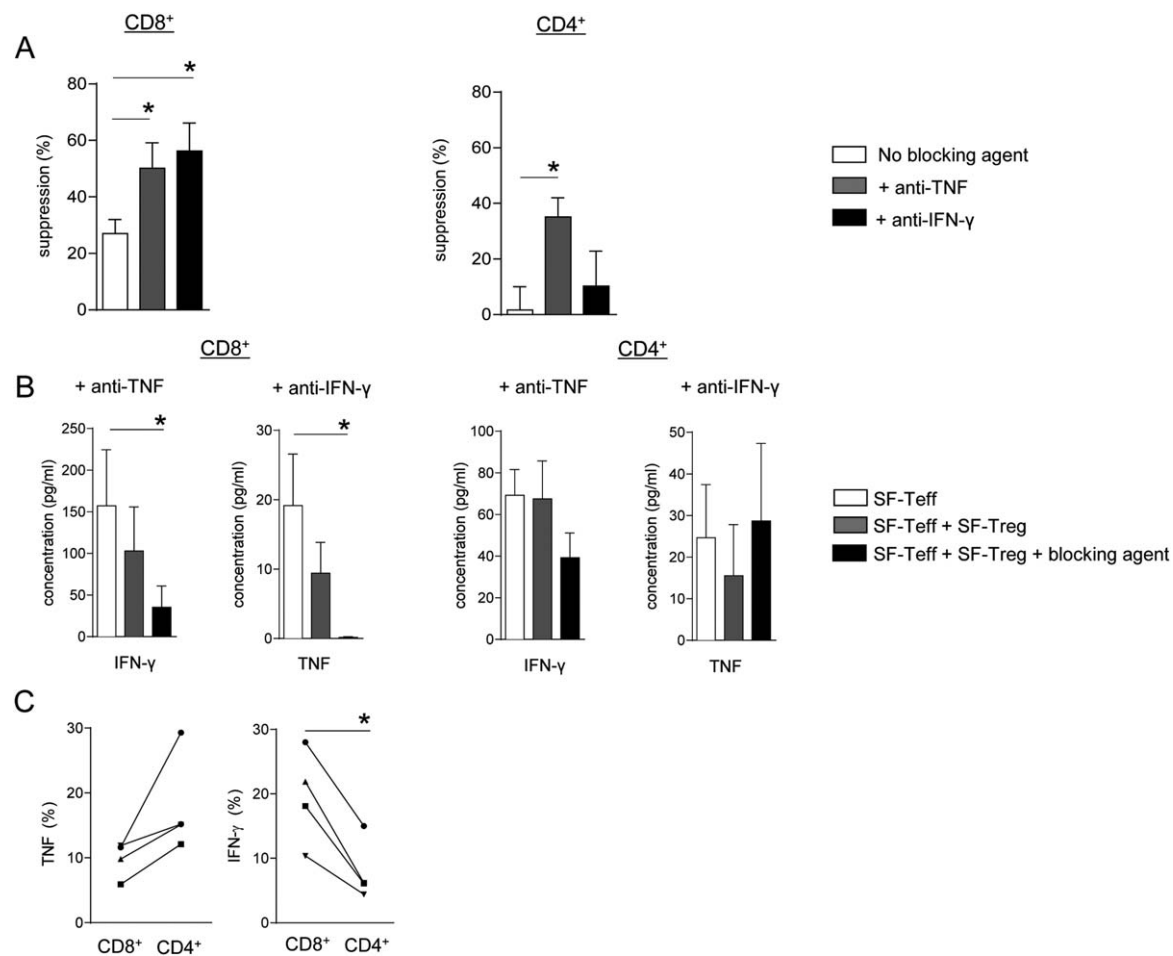 CD8+
CD4+
A
80
60
40
20
0
suppression (%)
*
*
80
60
40
20
0
suppression (%)
*
No blocking agent
+ anti-TNF
+ anti-IFN-γ
CD8+
CD4+
B
+ anti-TNF
+ anti-IFN-γ
+ anti-TNF
+ anti-IFN-γ
250
200
150
100
50
0
concentration (pg/ml)
*
IFN-γ
30
20
10
0
concentration (pg/ml)
*
TNF
100
80
60
40
20
0
concentration (pg/ml)
IFN-γ
50
40
30
20
10
0
concentration (pg/ml)
TNF
SF-Teff
SF-Teff + SF-Treg
SF-Teff + SF-Treg + blocking agent
C
30
20
10
0
TNF (%)
CD8+ CD4+
30
20
10
0
IFN-γ (%)
*
CD8+ CD4+